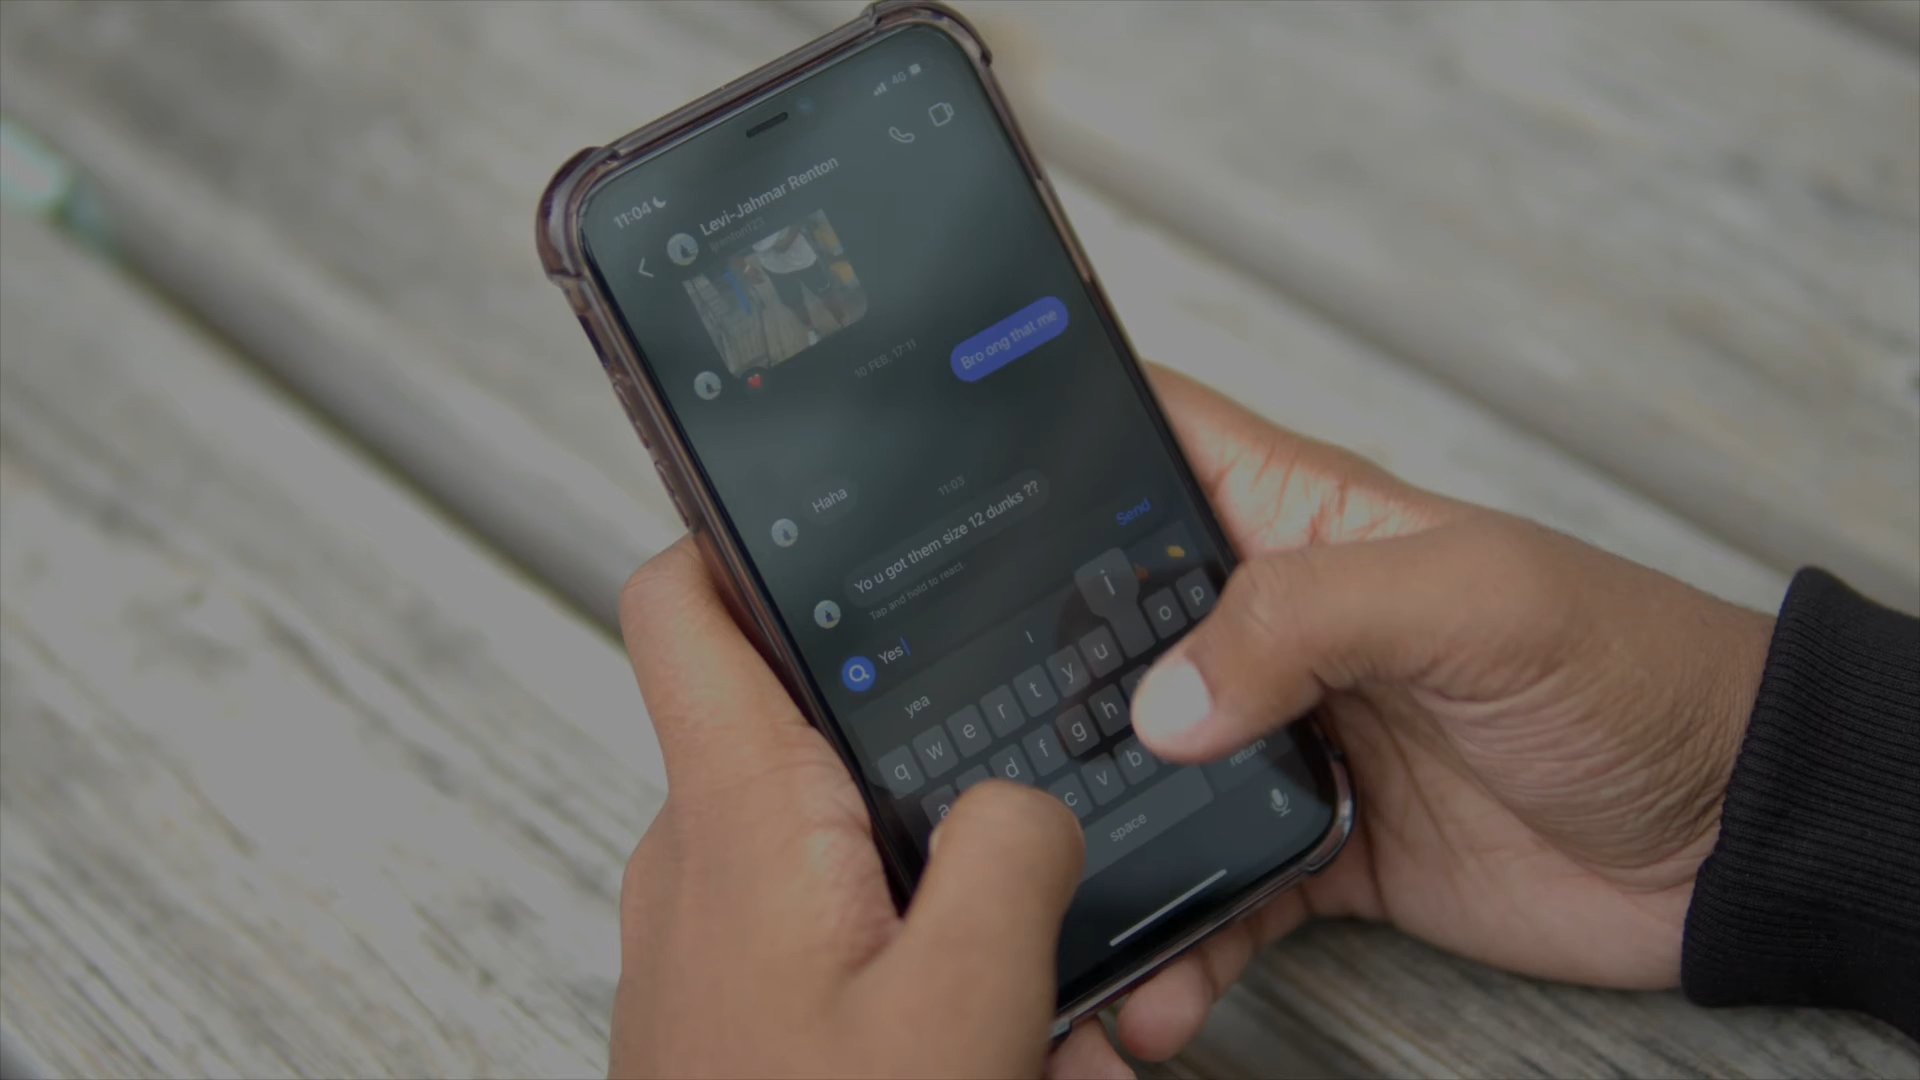 11:04
4G
Levi-Jahmar Renton
Bro ong that me
10 FEB, 17:11
Haha
11:03
Yo u got them size 12 dunks ??
Tap and hold to react
Yes
Send
yea
I
i
q w e r t y u o p
a d f g h
c v b
space
return